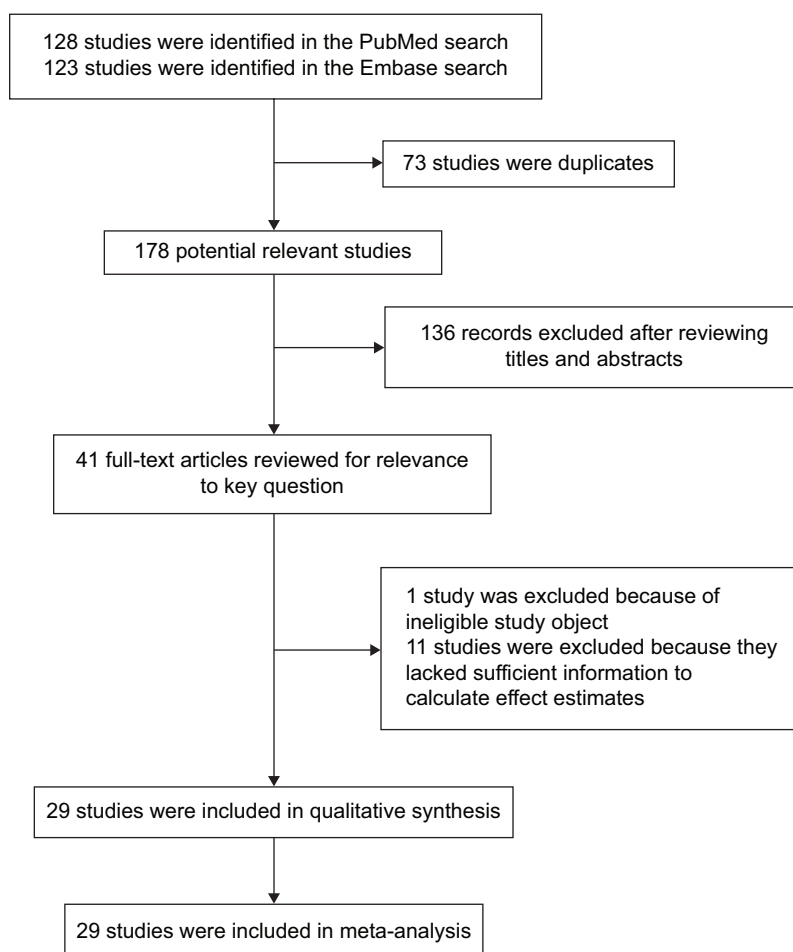 128 studies were identified in the PubMed search
123 studies were identified in the Embase search
73 studies were duplicates
178 potential relevant studies
136 records excluded after reviewing
titles and abstracts
41 full-text articles reviewed for relevance
to key question
1 study was excluded because of
ineligible study object
11 studies were excluded because they
lacked sufficient information to
calculate effect estimates
29 studies were included in qualitative synthesis
29 studies were included in meta-analysis